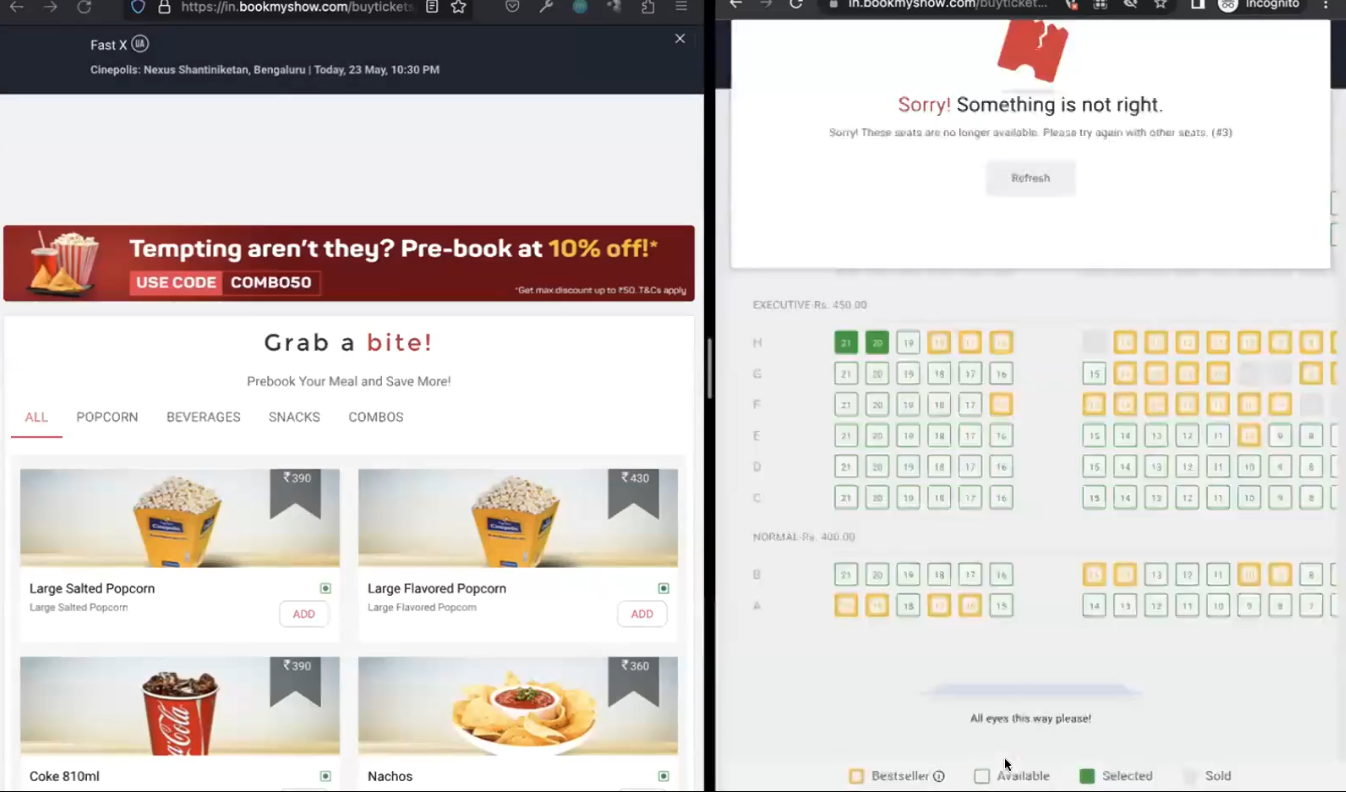 https://in.bookmyshow.com/buytickets
Fast X UA
Cinepolis: Nexus Shantiniketan, Bengaluru | Today, 23 May, 10:30 PM
Tempting aren't they? Pre-book at 10% off!*
USE CODE COMBO50
*Get max discount up to ₹50. T&Cs apply
Grab a bite!
Prebook Your Meal and Save More!
ALL POPCORN BEVERAGES SNACKS COMBOS
₹390
Large Salted Popcorn
Large Salted Popcorn
ADD
₹430
Large Flavored Popcorn
Large Flavored Popcorn
ADD
₹390
Coca-Cola
Coke 810ml
₹360
Nachos
in.bookmyshow.com/buyticket...
Incognito
Sorry! Something is not right.
Sorry! These seats are no longer available. Please try again with other seats. (#3)
Refresh
EXECUTIVE-Rs. 450.00
H 21 20 19
G 21 20 19 18 17 16 15
F 21 20 19 18 17
E 21 20 19 18 17 16 15 14 13 12 11 9 8
D 21 20 19 18 17 16 15 14 13 12 11 10 9 8
C 21 20 19 18 17 16 15 14 13 12 11 10 9 8
NORMAL-Rs. 400.00
B 21 20 19 18 17 16 13 12 11 8
A 18 15 14 13 12 11 10 9 8 7
All eyes this way please!
Bestseller Available Selected Sold